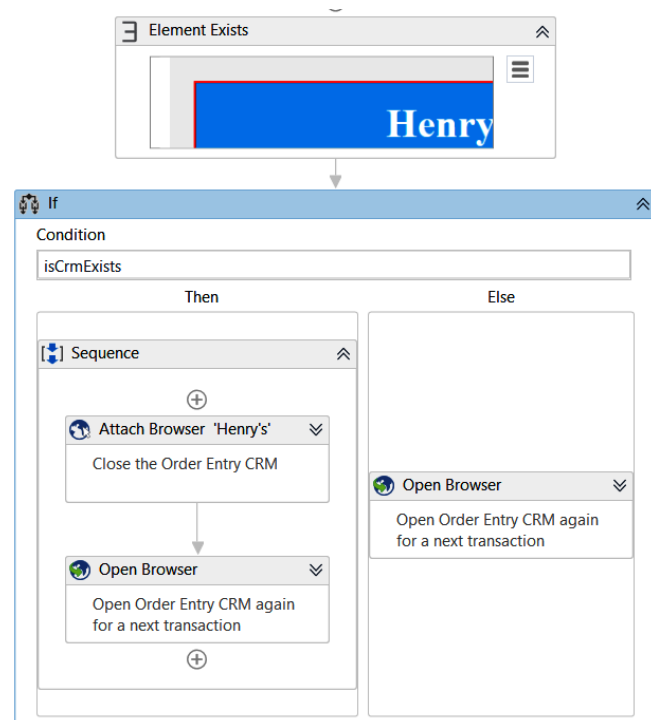 Element Exists
Henry
If
Condition
isCrmExists
Then
Else
Sequence
Attach Browser 'Henry's'
Close the Order Entry CRM
Open Browser
Open Order Entry CRM again
for a next transaction
Open Browser
Open Order Entry CRM again
for a next transaction